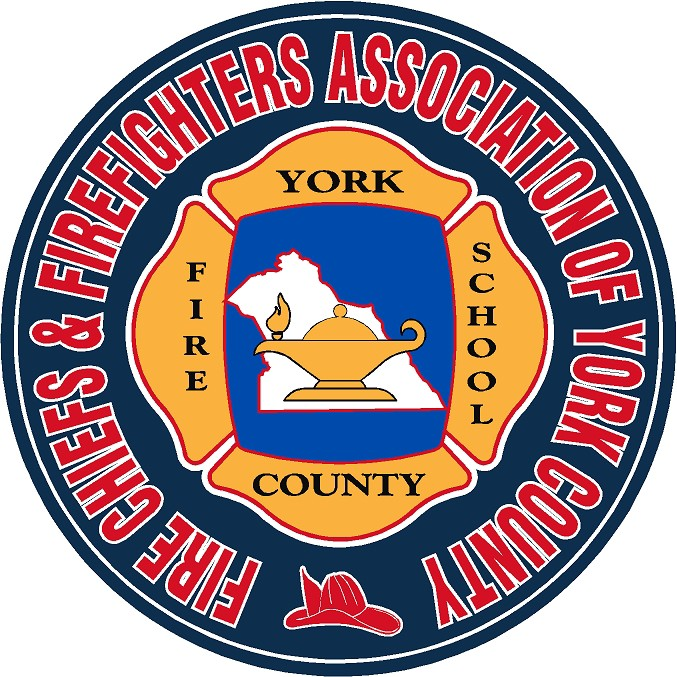 FIRE CHIEFS & FIREFIGHTERS ASSOCIATION OF YORK COUNTY
YORK
FIRE
SCHOOL
COUNTY